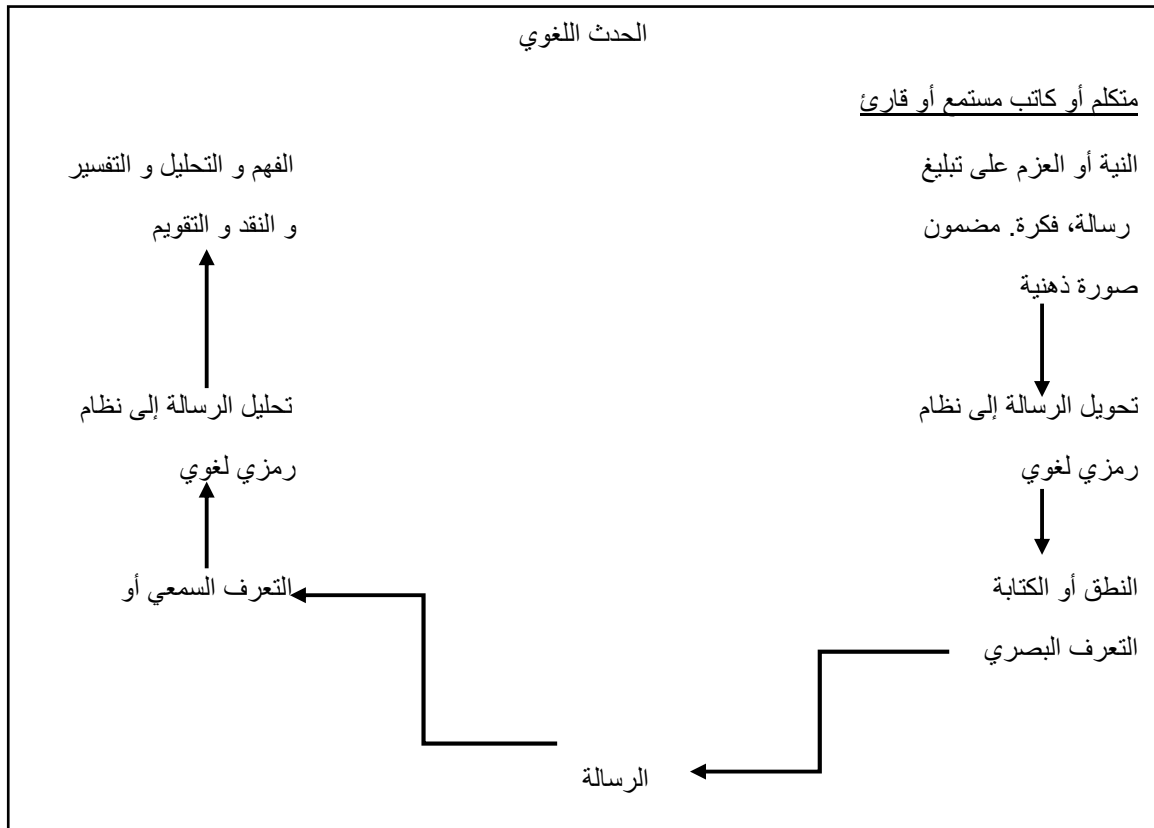 الحدث اللغوي
متكلم أو كاتب مستمع أو قارئ
النية أو العزم على تبليغ
رسالة، فكرة. مضمون
صورة ذهنية
تحويل الرسالة إلى نظام
رمزي لغوي
النطق أو الكتابة
التعرف البصري
الرسالة
التعرف السمعي أو
تحليل الرسالة إلى نظام
رمزي لغوي
الفهم و التحليل و التفسير
و النقد و التقويم